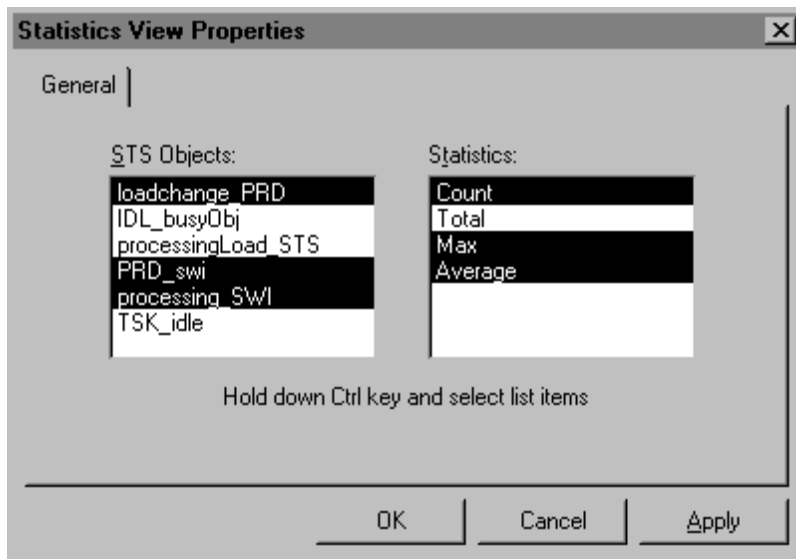 Statistics View Properties
General
STS Objects:
loadchange_PRD
IDL_busyObj
processingLoad_STS
PRD_swi
processing_SWI
TSK_idle
Statistics:
Count
Total
Max
Average
Hold down Ctrl key and select list items
OK
Cancel
Apply